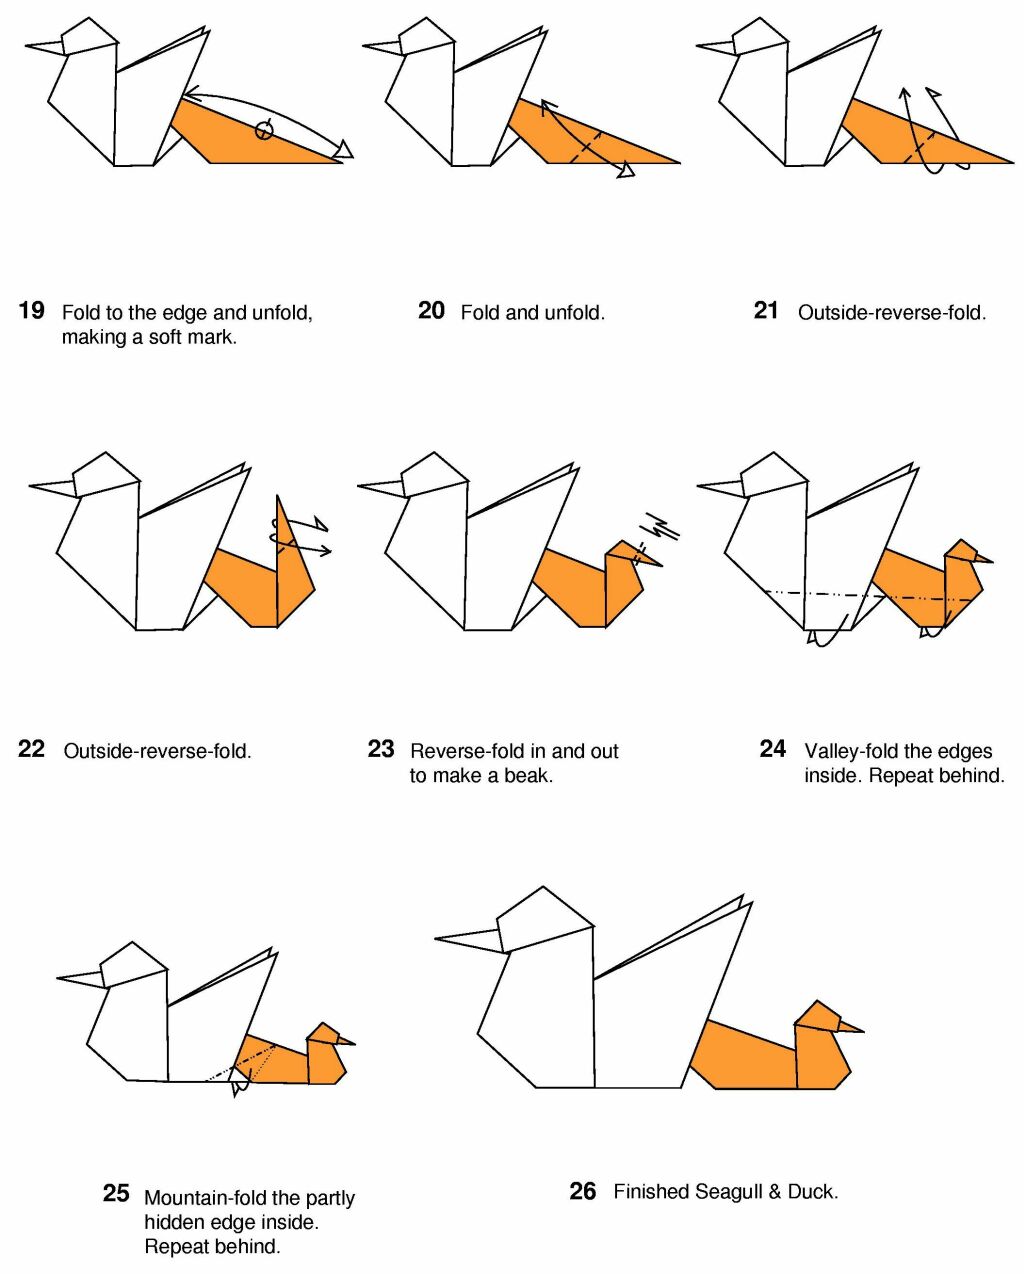 19 Fold to the edge and unfold,
making a soft mark.
20 Fold and unfold.
21 Outside-reverse-fold.
22 Outside-reverse-fold.
23 Reverse-fold in and out
to make a beak.
24 Valley-fold the edges
inside. Repeat behind.
25 Mountain-fold the partly
hidden edge inside.
Repeat behind.
26 Finished Seagull & Duck.